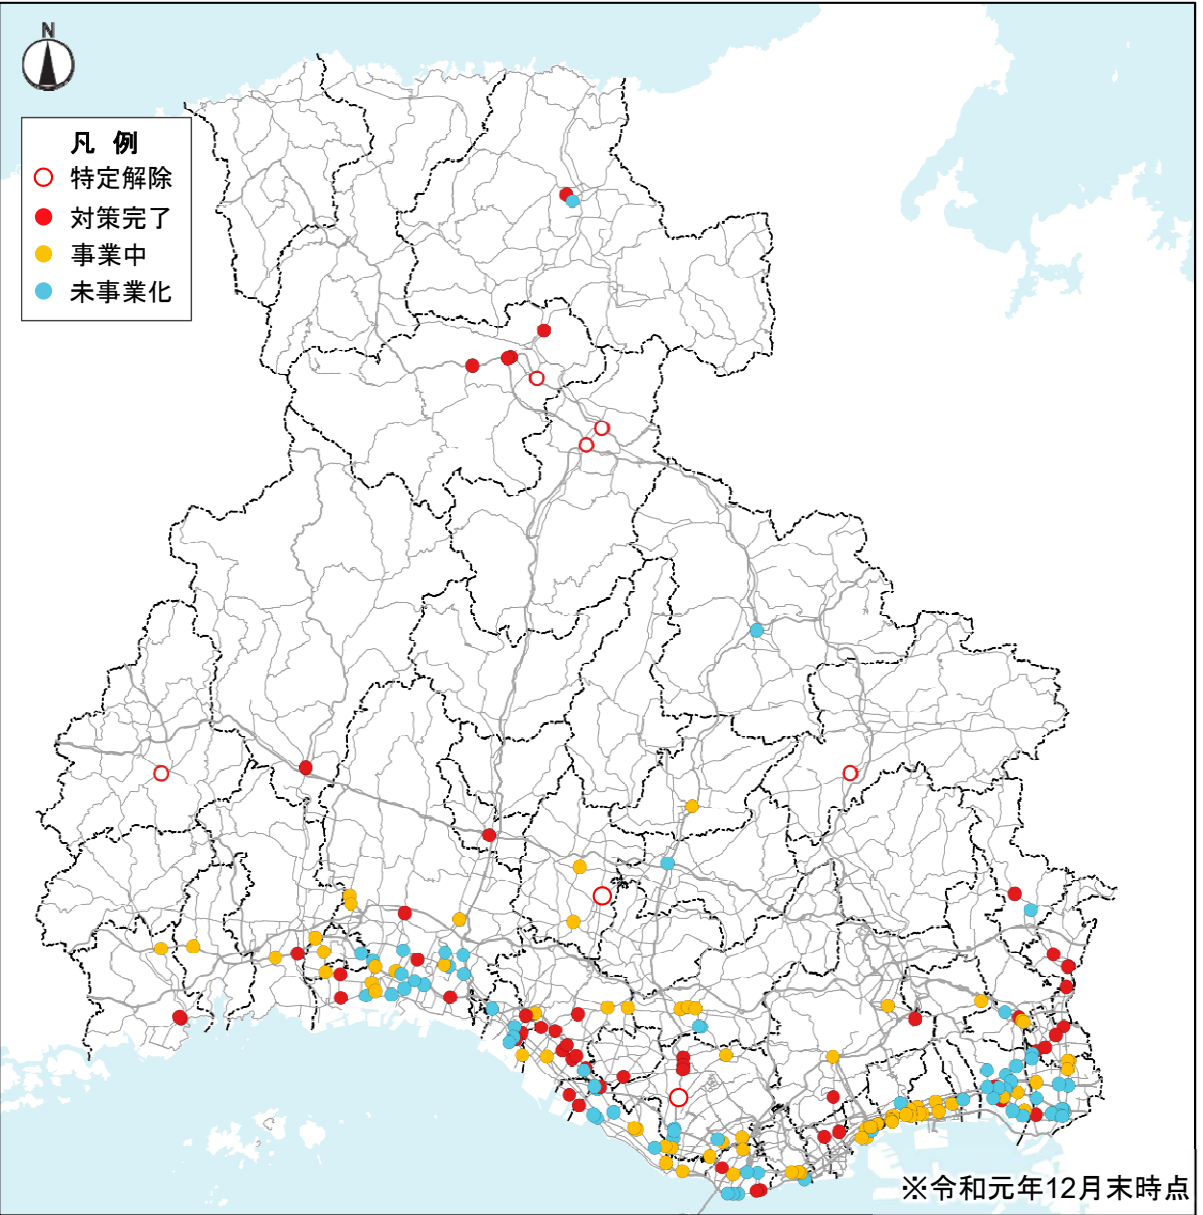 N
凡 例
特定解除
対策完了
事業中
未事業化
※令和元年12月末時点